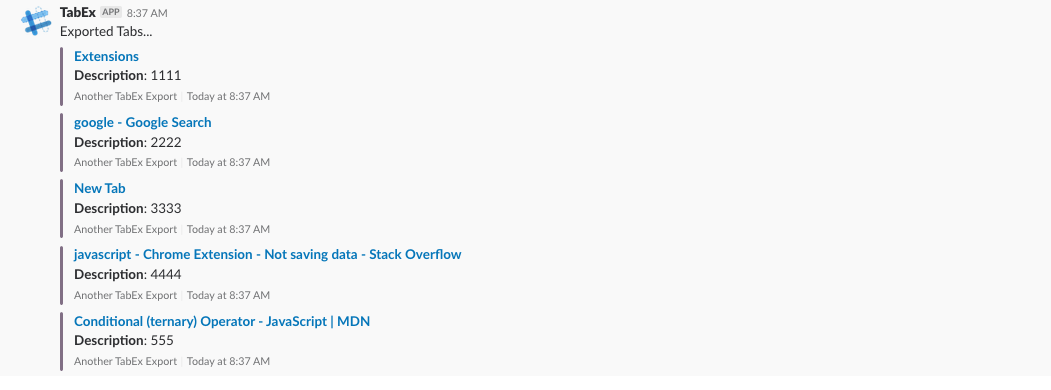 TabEx APP 8:37 AM
Exported Tabs...
Extensions
Description: 1111
Another TabEx Export | Today at 8:37 AM
google - Google Search
Description: 2222
Another TabEx Export | Today at 8:37 AM
New Tab
Description: 3333
Another TabEx Export | Today at 8:37 AM
javascript - Chrome Extension - Not saving data - Stack Overflow
Description: 4444
Another TabEx Export | Today at 8:37 AM
Conditional (ternary) Operator - JavaScript | MDN
Description: 555
Another TabEx Export | Today at 8:37 AM